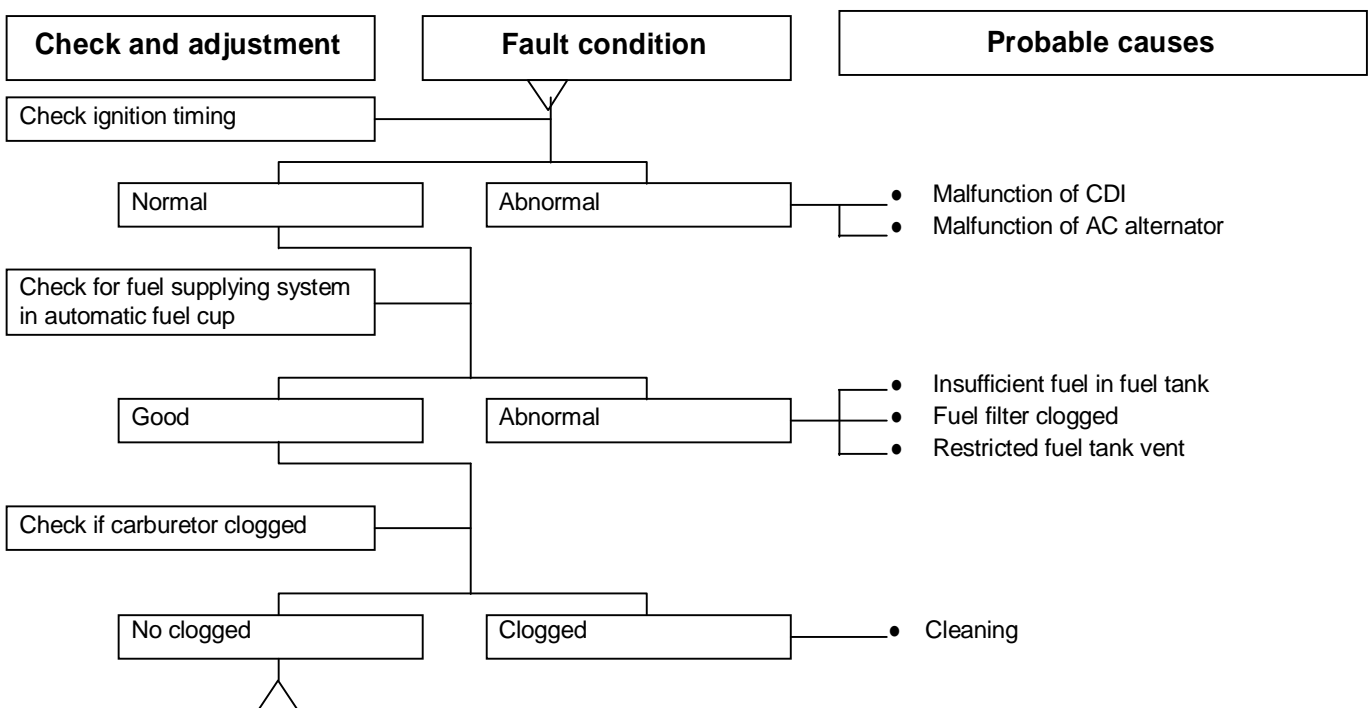 Check and adjustment
Fault condition
Probable causes
Check ignition timing
Normal
Abnormal
● Malfunction of CDI
● Malfunction of AC alternator
Check for fuel supplying system
in automatic fuel cup
Good
Abnormal
● Insufficient fuel in fuel tank
● Fuel filter clogged
● Restricted fuel tank vent
Check if carburetor clogged
No clogged
Clogged
● Cleaning